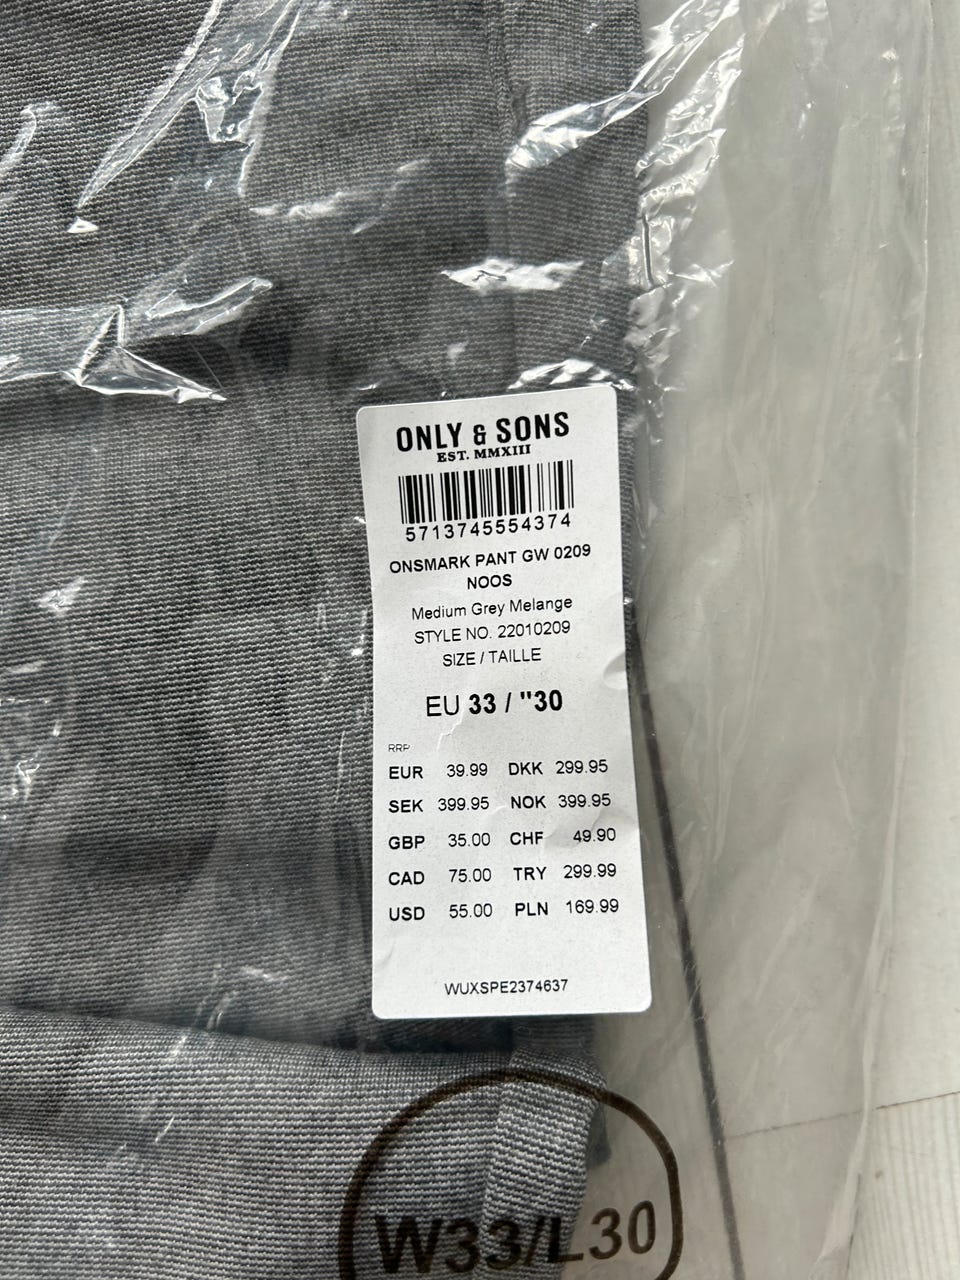 ONLY & SONS
EST. MMXIII
5713745554374
ONSMARK PANT GW 0209
NOOS
Medium Grey Melange
STYLE NO. 22010209
SIZE / TAILLE
EU 33 / "30
RRP
EUR 39.99 DKK 299.95
SEK 399.95 NOK 399.95
GBP 35.00 CHF 49.90
CAD 75.00 TRY 299.99
USD 55.00 PLN 169.99
WUXSPE2374637
W33/L30